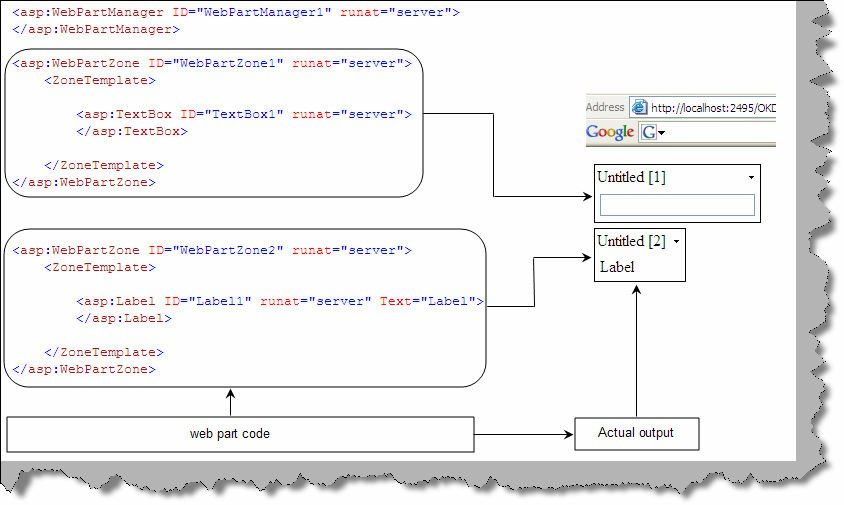 <asp:WebPartManager ID="WebPartManager1" runat="server">
</asp:WebPartManager>
<asp:WebPartZone ID="WebPartZone1" runat="server">
<ZoneTemplate>
<asp:TextBox ID="TextBox1" runat="server">
</asp:TextBox>
</ZoneTemplate>
</asp:WebPartZone>
<asp:WebPartZone ID="WebPartZone2" runat="server">
<ZoneTemplate>
<asp:Label ID="Label1" runat="server" Text="Label">
</asp:Label>
</ZoneTemplate>
</asp:WebPartZone>
web part code
Address http://localhost:2495/OKD
Google G
Untitled [1]
Untitled [2]
Label
Actual output